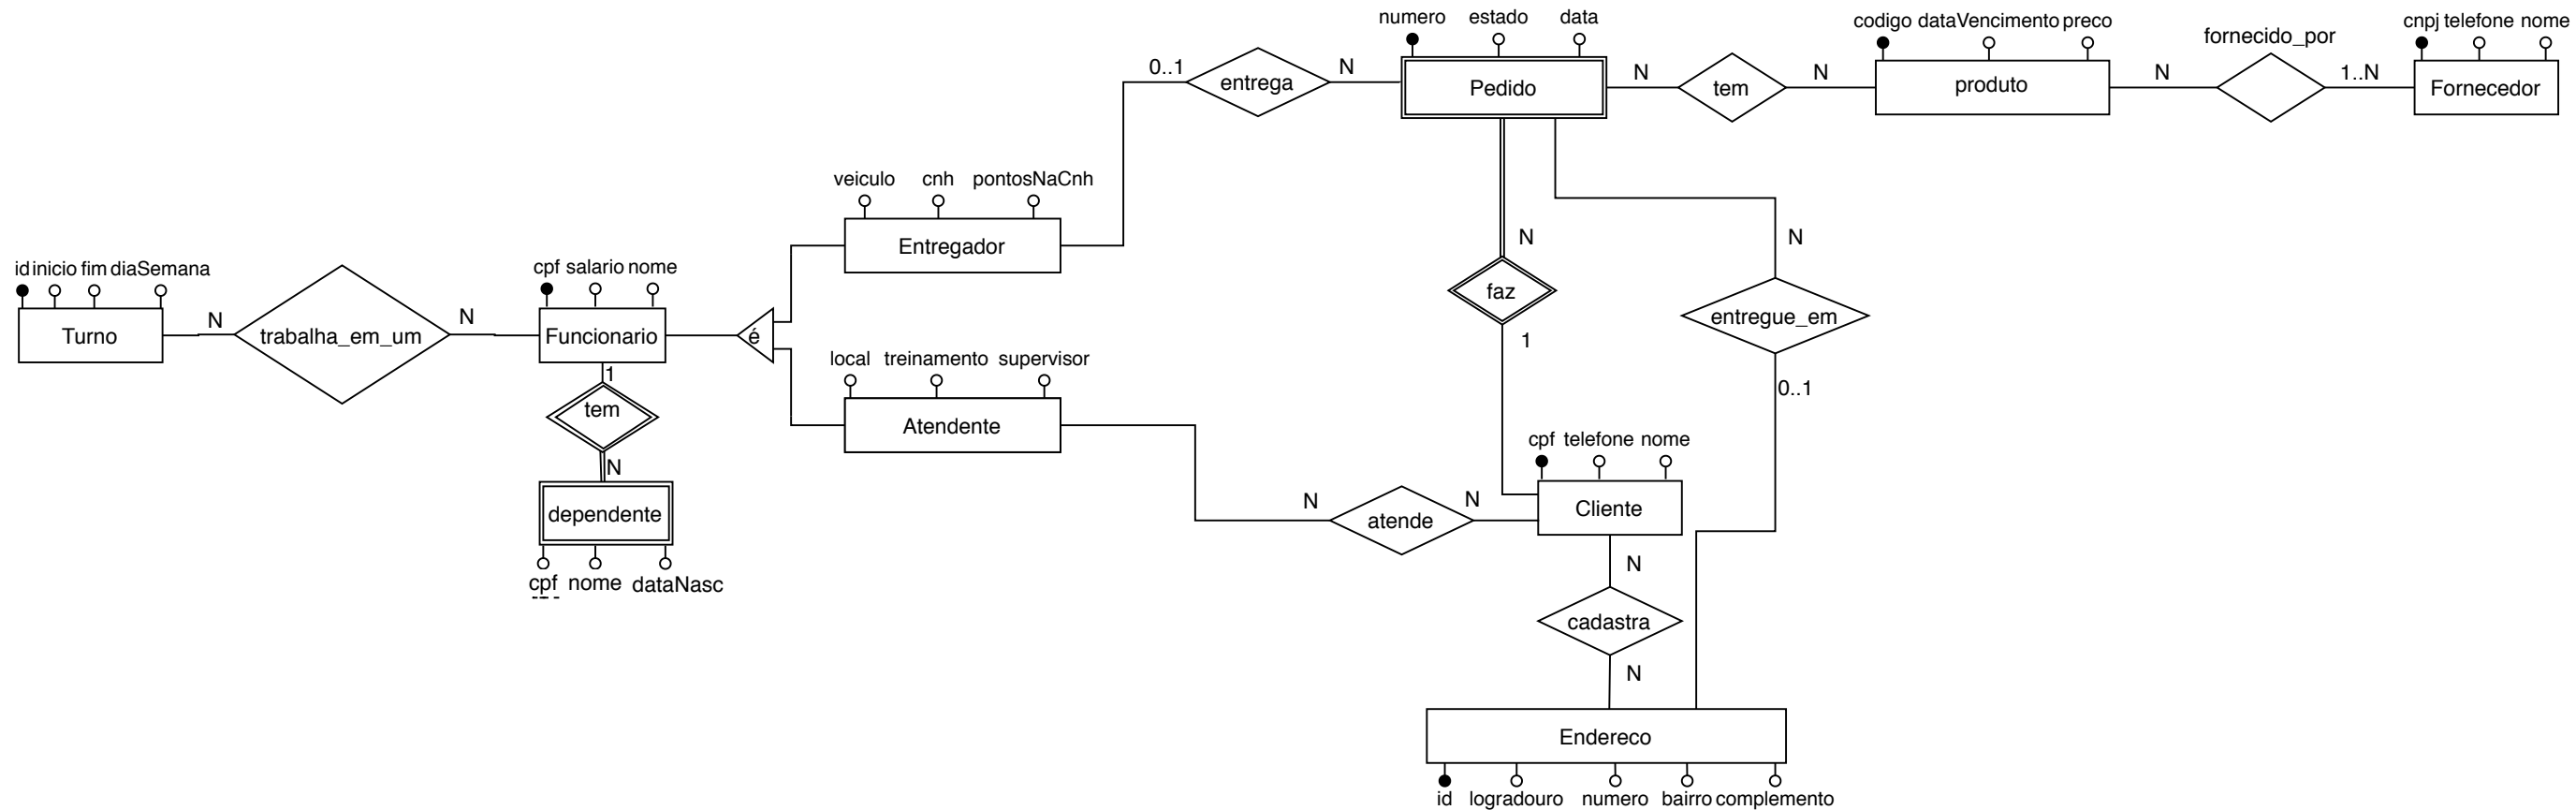 numero estado data
codigo dataVencimento preco
cnpj telefone nome
fornecido_por
0..1 entrega N Pedido N tem N produto N 1..N Fornecedor
veiculo cnh pontosNaCnh
Entregador
N
N
id inicio fim diaSemana
cpf salario nome
Turno N trabalha_em_um N Funcionario é
faz
entregue_em
1
0..1
local treinamento supervisor
Atendente
1
tem
N
dependente
cpf nome dataNasc
cpf telefone nome
N atende N Cliente
N
cadastra
N
Endereco
id logradouro numero bairro complemento